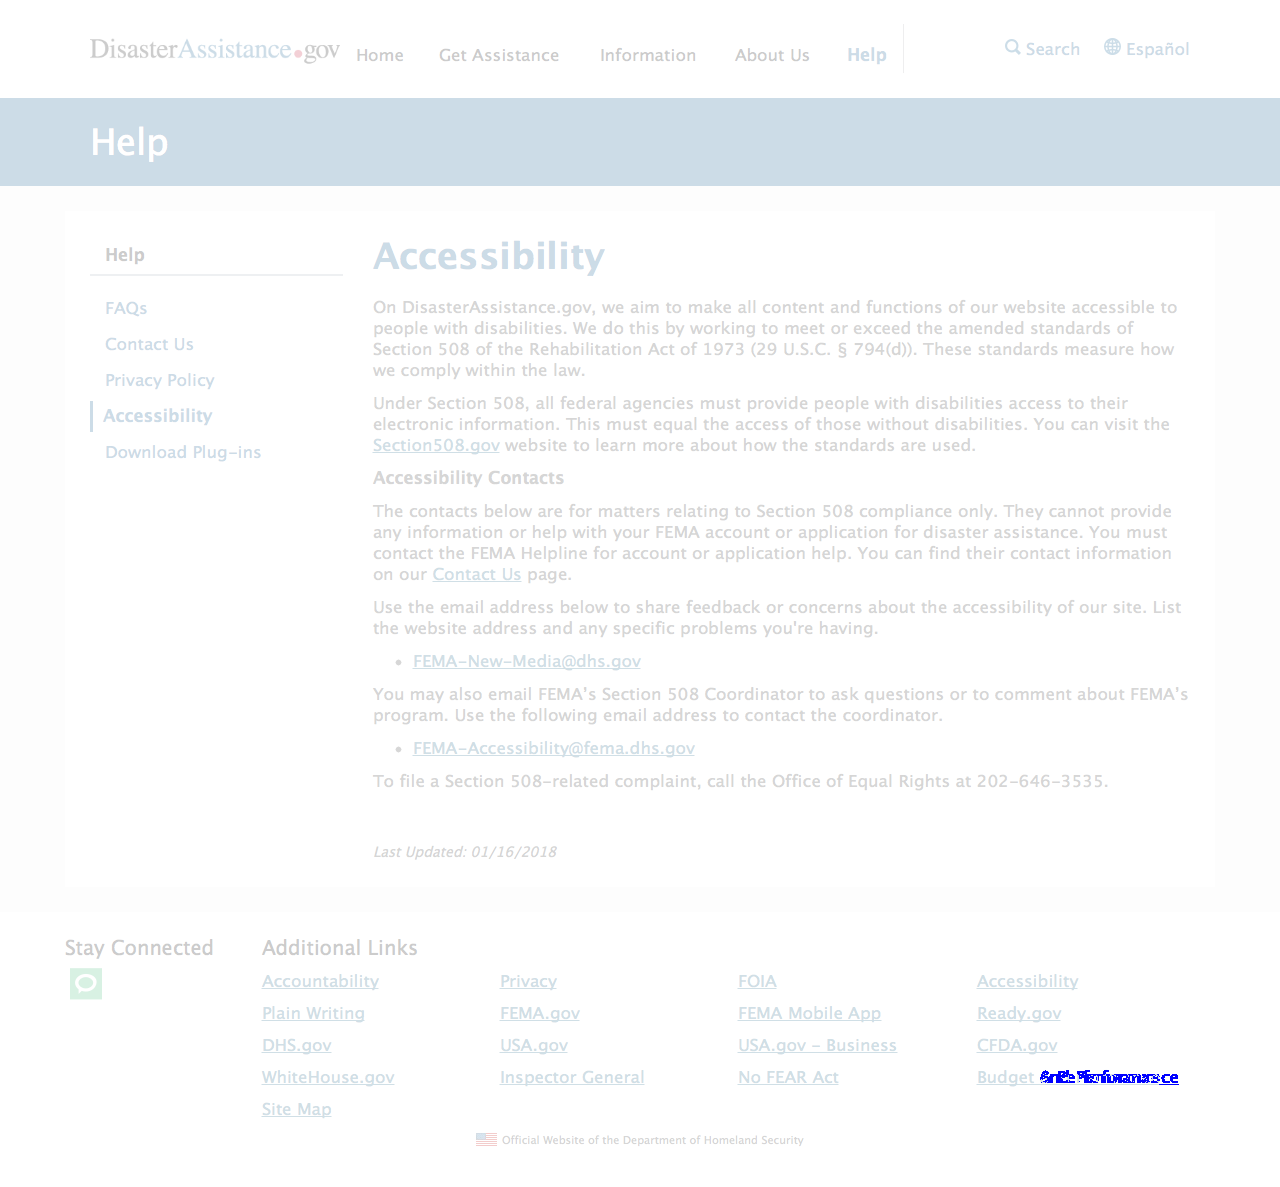 DisasterAssistance.gov Home Get Assistance Information About Us Help Search Español
Help
Help
FAQs
Contact Us
Privacy Policy
Accessibility
Download Plug-ins
Accessibility
On DisasterAssistance.gov, we aim to make all content and functions of our website accessible to
people with disabilities. We do this by working to meet or exceed the amended standards of
Section 508 of the Rehabilitation Act of 1973 (29 U.S.C. § 794(d)). These standards measure how
we comply within the law.
Under Section 508, all federal agencies must provide people with disabilities access to their
electronic information. This must equal the access of those without disabilities. You can visit the
Section508.gov website to learn more about how the standards are used.
Accessibility Contacts
The contacts below are for matters relating to Section 508 compliance only. They cannot provide
any information or help with your FEMA account or application for disaster assistance. You must
contact the FEMA Helpline for account or application help. You can find their contact information
on our Contact Us page.
Use the email address below to share feedback or concerns about the accessibility of our site. List
the website address and any specific problems you're having.
• FEMA-New-Media@dhs.gov
You may also email FEMA’s Section 508 Coordinator to ask questions or to comment about FEMA’s
program. Use the following email address to contact the coordinator.
• FEMA-Accessibility@fema.dhs.gov
To file a Section 508-related complaint, call the Office of Equal Rights at 202-646-3535.
Last Updated: 01/16/2018
Stay Connected
Additional Links
Accountability Privacy FOIA Accessibility
Plain Writing FEMA.gov FEMA Mobile App Ready.gov
DHS.gov USA.gov USA.gov - Business CFDA.gov
WhiteHouse.gov Inspector General No FEAR Act Budget
Site Map
Official Website of the Department of Homeland Security